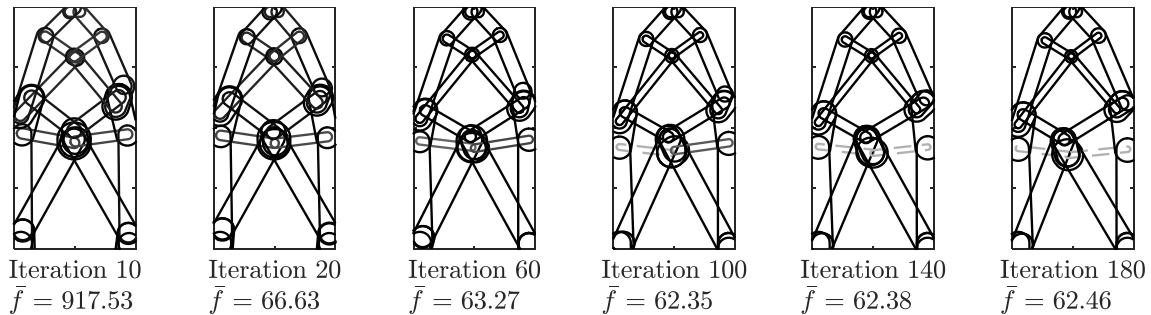 Iteration 10
f̄ = 917.53
Iteration 20
f̄ = 66.63
Iteration 60
f̄ = 63.27
Iteration 100
f̄ = 62.35
Iteration 140
f̄ = 62.38
Iteration 180
f̄ = 62.46